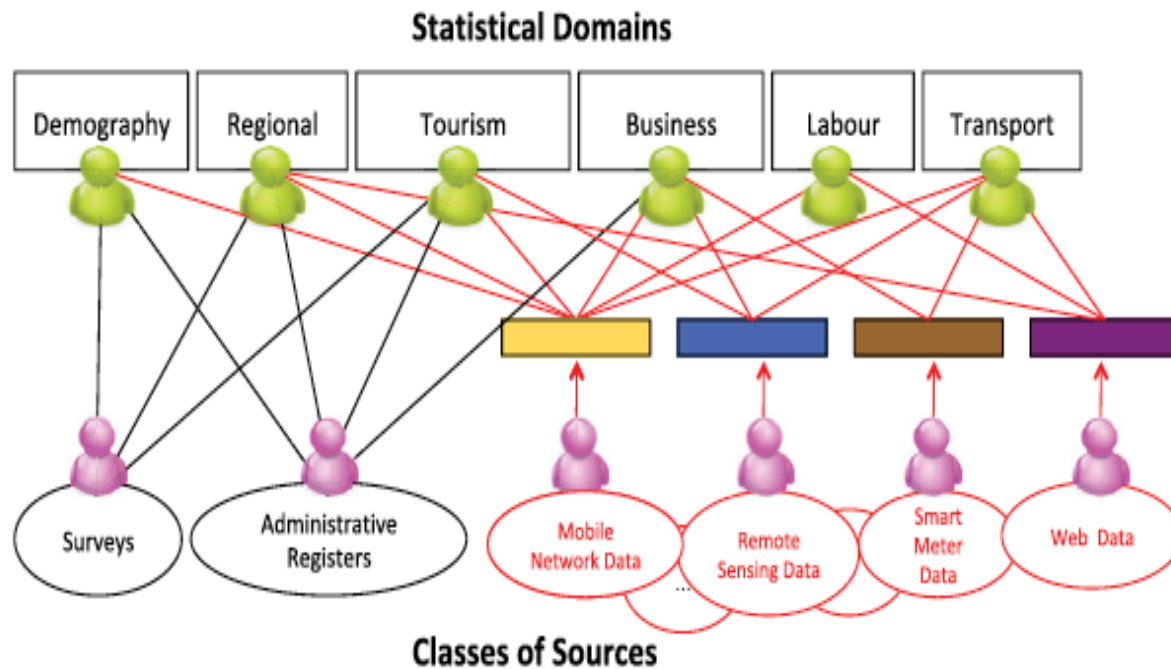 Statistical Domains
Demography
Regional
Tourism
Business
Labour
Transport
Surveys
Administrative
Registers
Mobile
Network Data
...
Remote
Sensing Data
Smart
Meter
Data
Web Data
Classes of Sources